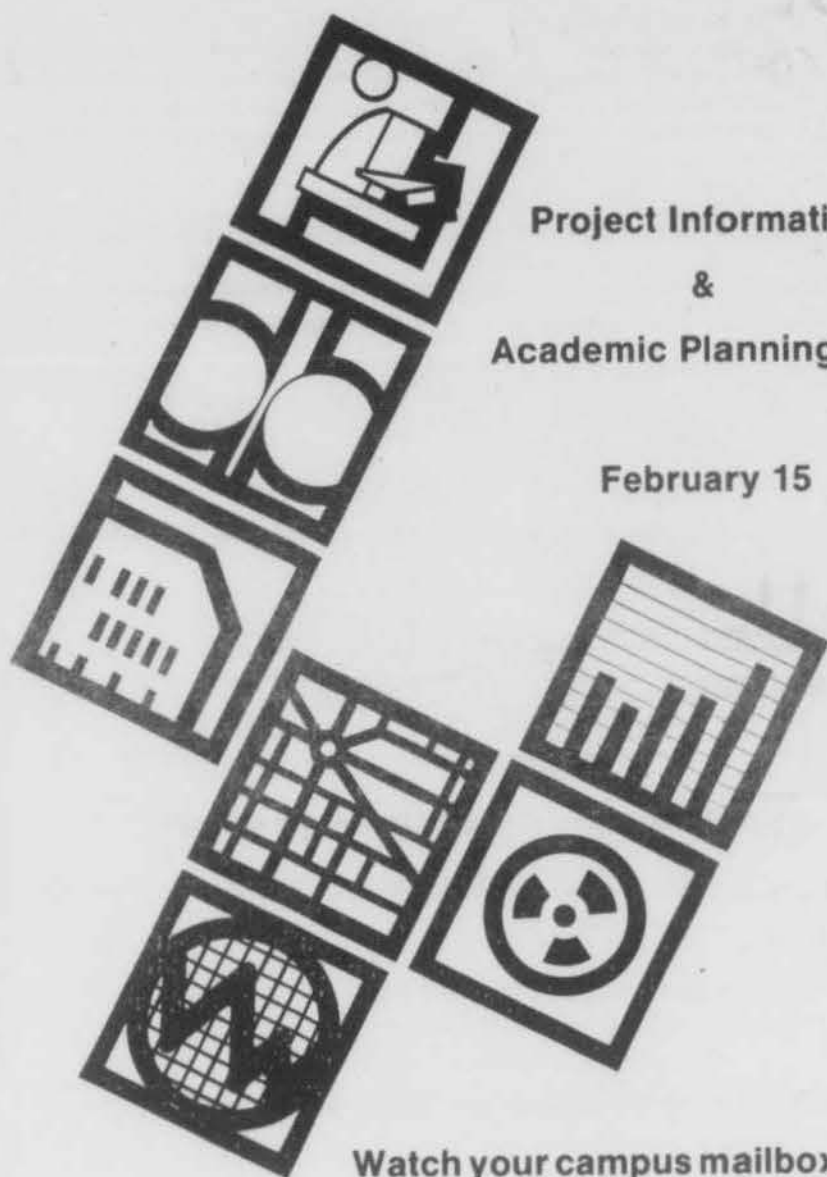 Project Informati
&
Academic Planning
February 15
Watch your campus mailbox